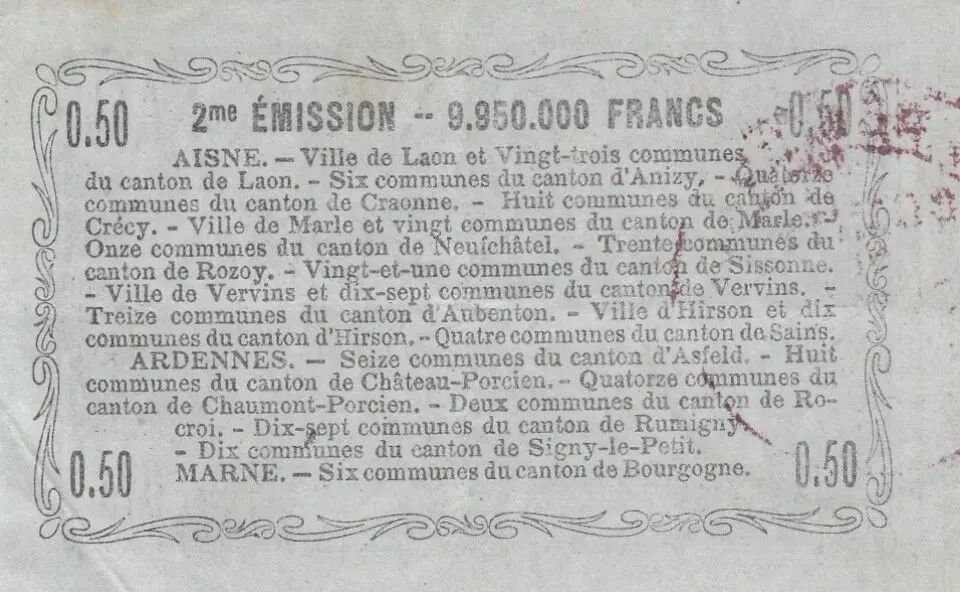 0.50 2me ÉMISSION -- 9.950.000 FRANCS 0.50
AISNE. — Ville de Laon et Vingt-trois communes
du canton de Laon. - Six communes du canton d'Anizy. - Quatorze
communes du canton de Craonne. - Huit communes du canton de
Crécy. - Ville de Marle et vingt communes du canton de Marle. -
Onze communes du canton de Neufchâtel. - Trente communes du
canton de Rozoy. - Vingt-et-une communes du canton de Sissonne.
- Ville de Vervins et dix-sept communes du canton de Vervins. -
Treize communes du canton d'Aubenton. - Ville d'Hirson et dix
communes du canton d'Hirson. - Quatre communes du canton de Sains.
ARDENNES. — Seize communes du canton d'Asfeld. - Huit
communes du canton de Château-Porcien. - Quatorze communes du
canton de Chaumont-Porcien. - Deux communes du canton de Ro-
croi. - Dix-sept communes du canton de Rumigny
- Dix communes du canton de Signy-le-Petit.
0.50 MARNE. — Six communes du canton de Bourgogne. 0.50